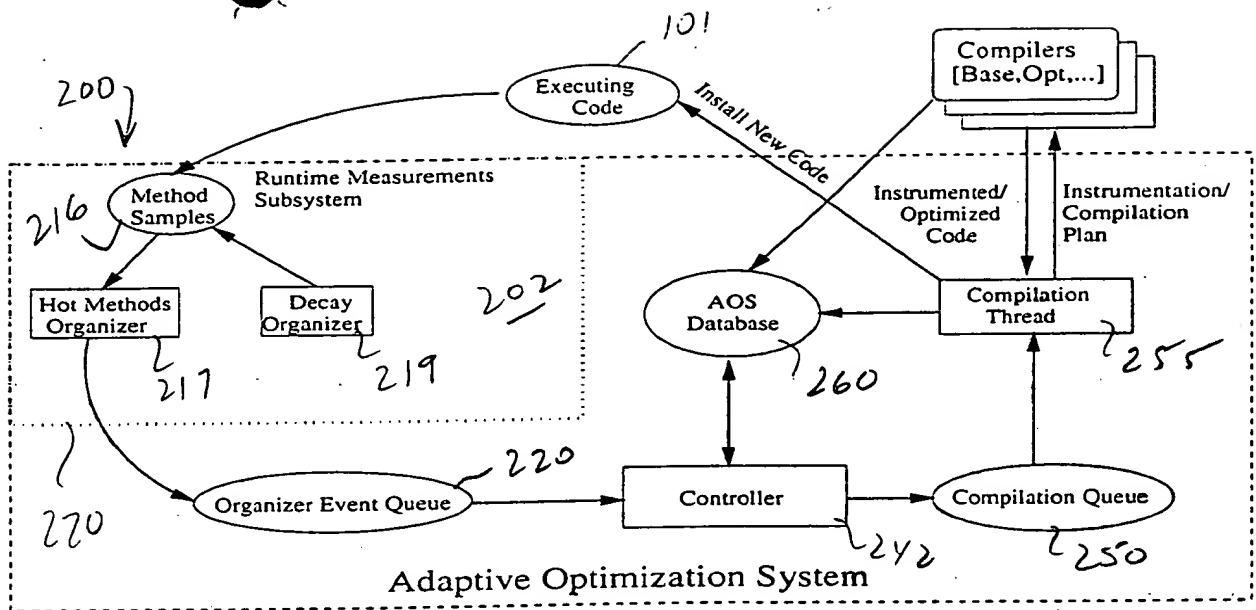 101
Compilers
[Base,Opt,...]
200
Executing
Code
Install New Code
Method
Samples
Runtime Measurements
Subsystem
216
Instrumented/
Optimized
Code
Instrumentation/
Compilation
Plan
Hot Methods
Organizer
Decay
Organizer
202
AOS
Database
Compilation
Thread
217
219
260
255
220
Organizer Event Queue
220
Controller
Compilation Queue
242
250
Adaptive Optimization System